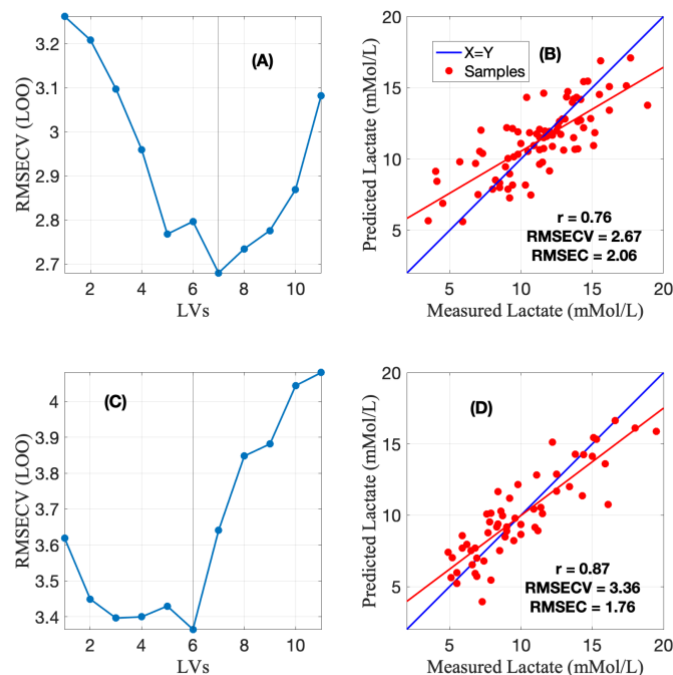 (A)
RMSECV (LOO)
3.2
3.1
3
2.9
2.8
2.7
2 4 6 8 10
LVs
(B)
X=Y
Samples
Predicted Lactate (mMol/L)
20
15
10
5
r = 0.76
RMSECV = 2.67
RMSEC = 2.06
5 10 15 20
Measured Lactate (mMol/L)
(C)
RMSECV (LOO)
4
3.9
3.8
3.7
3.6
3.5
3.4
2 4 6 8 10
LVs
(D)
Predicted Lactate (mMol/L)
20
15
10
5
r = 0.87
RMSECV = 3.36
RMSEC = 1.76
5 10 15 20
Measured Lactate (mMol/L)